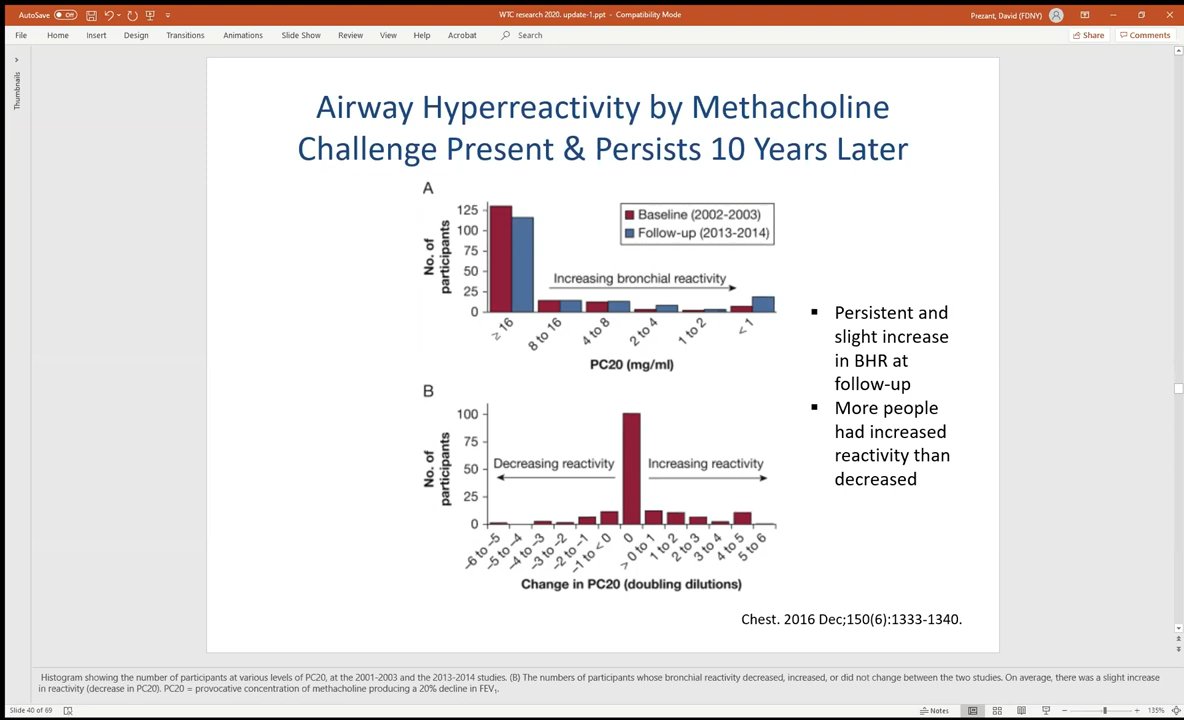 AutoSave
Off
WTC research 2020. update-1.ppt - Compatibility Mode
Prezant, David (FDNY)
File Home Insert Design Transitions Animations Slide Show Review View Help Acrobat Search
Share Comments
Thumbnails
Airway Hyperreactivity by Methacholine
Challenge Present & Persists 10 Years Later
A
No. of
participants
125
100
75
50
25
0
Baseline (2002-2003)
Follow-up (2013-2014)
Increasing bronchial reactivity
≥ 16 8 to 16 4 to 8 2 to 4 1 to 2 < 1
PC20 (mg/ml)
▪ Persistent and
slight increase
in BHR at
follow-up
▪ More people
had increased
reactivity than
decreased
B
No. of
participants
100
75
50
25
0
Decreasing reactivity
Increasing reactivity
–6 to –5 –5 to –4 –4 to –3 –3 to –2 –2 to –1 –1 to < 0 0 > 0 to 1 1 to 2 2 to 3 3 to 4 4 to 5 5 to 6
Change in PC20 (doubling dilutions)
Chest. 2016 Dec;150(6):1333-1340.
Histogram showing the number of participants at various levels of PC20, at the 2001-2003 and the 2013-2014 studies. (B) The numbers of participants whose bronchial reactivity decreased, increased, or did not change between the two studies. On average, there was a slight increase
in reactivity (decrease in PC20). PC20 = provocative concentration of methacholine producing a 20% decline in FEV₁.
Slide 40 of 69
Notes
135%